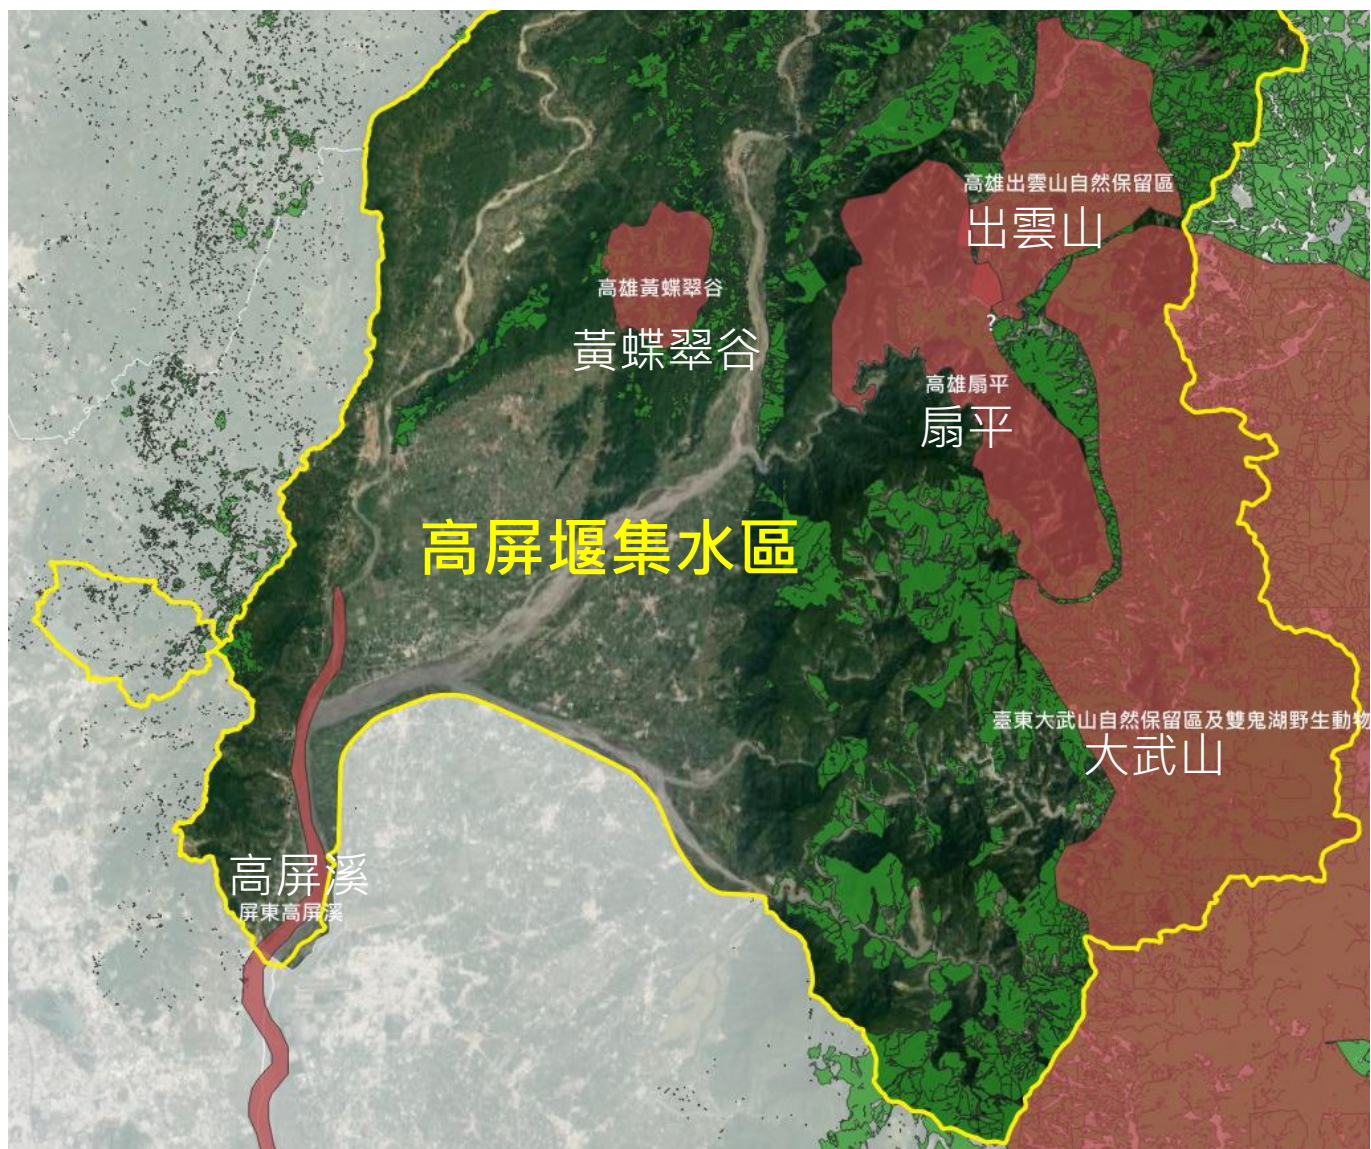 高雄出雲山自然保留區
出雲山
高雄黃蝶翠谷
黃蝶翠谷
?
高雄扇平
扇平
高屏堰集水區
臺東大武山自然保留區及雙鬼湖野生動物
大武山
高屏溪
屏東高屏溪